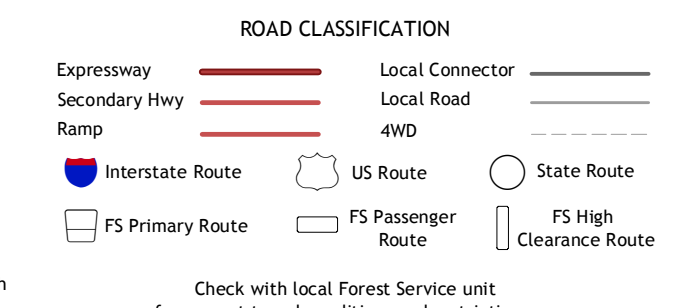 ROAD CLASSIFICATION
Expressway
Local Connector
Secondary Hwy
Local Road
Ramp
4WD
Interstate Route
US Route
State Route
FS Primary Route
FS Passenger
Route
FS High
Clearance Route
Check with local Forest Service unit